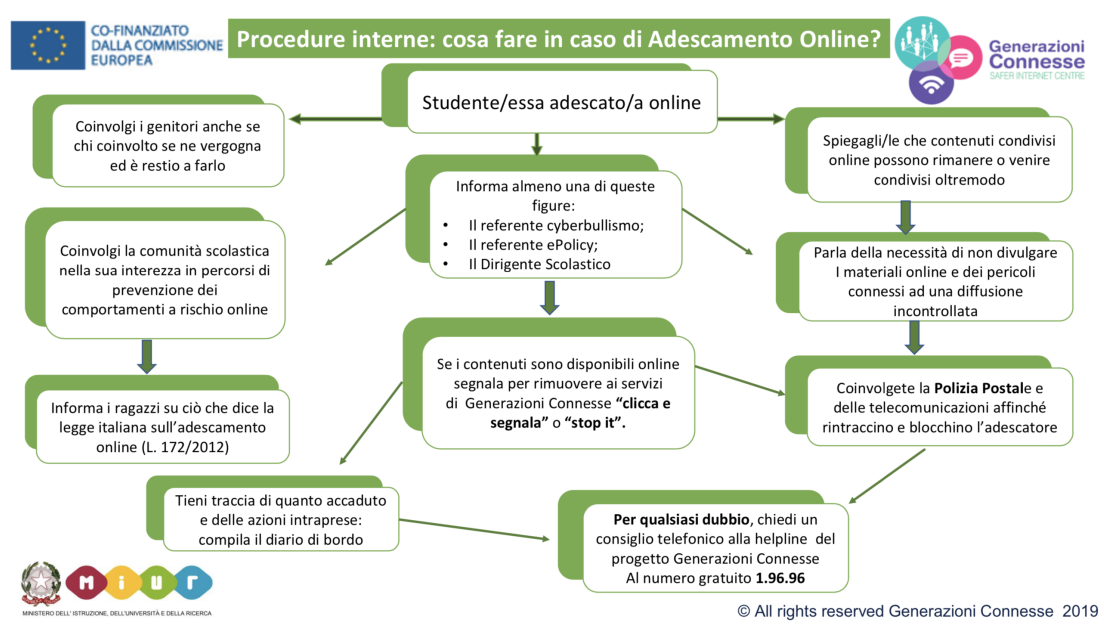 CO-FINANZIATO
DALLA COMMISSIONE
EUROPEA
Procedure interne: cosa fare in caso di Adescamento Online?
Generazioni
Connesse
SAFER INTERNET CENTRE
Studente/essa adescato/a online
Coinvolgi i genitori anche se
chi coinvolto se ne vergogna
ed è restio a farlo
Informa almeno una di queste
figure:
• Il referente cyberbullismo;
• Il referente ePolicy;
• Il Dirigente Scolastico
Spiegagli/le che contenuti condivisi
online possono rimanere o venire
condivisi oltremodo
Coinvolgi la comunità scolastica
nella sua interezza in percorsi di
prevenzione dei
comportamenti a rischio online
Parla della necessità di non divulgare
I materiali online e dei pericoli
connessi ad una diffusione
incontrollata
Se i contenuti sono disponibili online
segnala per rimuovere ai servizi
di Generazioni Connesse “clicca e
segnala” o “stop it”.
Informa i ragazzi su ciò che dice la
legge italiana sull’adescamento
online (L. 172/2012)
Coinvolgete la Polizia Postale e
delle telecomunicazioni affinché
rintraccino e blocchino l’adescatore
Tieni traccia di quanto accaduto
e delle azioni intraprese:
compila il diario di bordo
Per qualsiasi dubbio, chiedi un
consiglio telefonico alla helpline del
progetto Generazioni Connesse
Al numero gratuito 1.96.96
MIUR
MINISTERO DELL’ ISTRUZIONE, DELL’UNIVERSITÀ E DELLA RICERCA
© All rights reserved Generazioni Connesse 2019